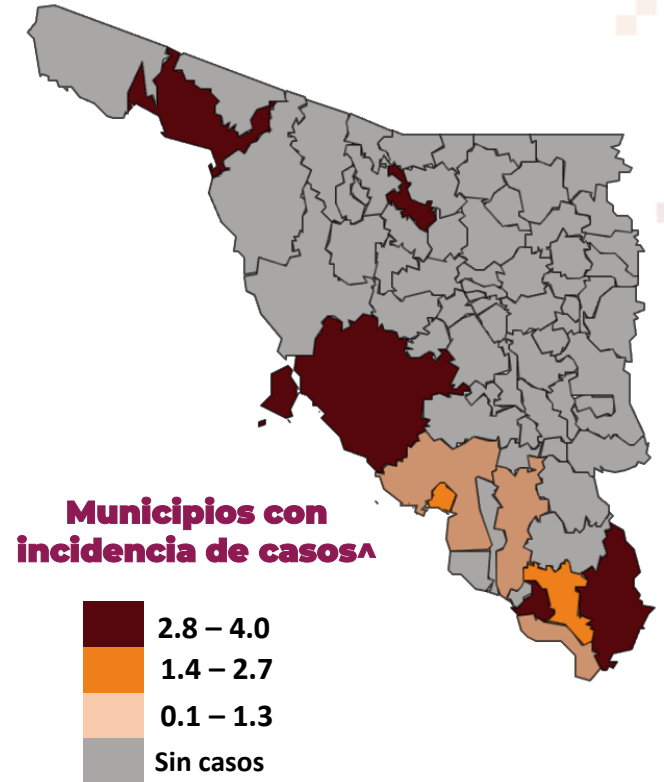 Municipios con
incidencia de casos^
2.8 – 4.0
1.4 – 2.7
0.1 – 1.3
Sin casos